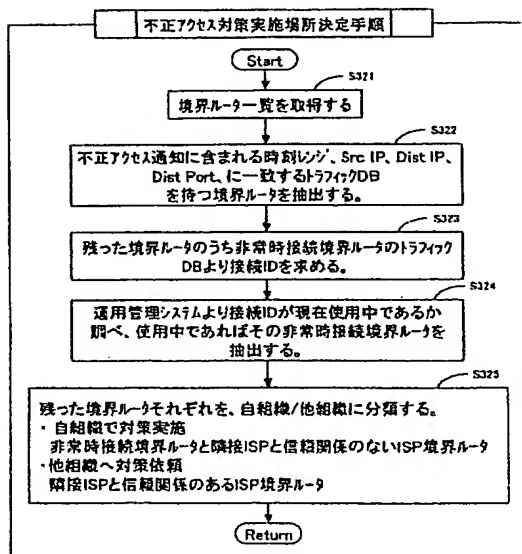 不正アクセス対策実施場所決定手順
Start
S321
境界ルータ一覧を取得する
S322
不正アクセス通知に含まれる時刻レンジ、Src IP、Dist IP、
Dist Port、に一致するトラフィックDB
を持つ境界ルータを抽出する。
S323
残った境界ルータのうち非常時接続境界ルータのトラフィック
DBより接続IDを求める。
S324
運用管理システムより接続IDが現在使用中であるか
調べ、使用中であればその非常時接続境界ルータを
抽出する。
S325
残った境界ルータそれぞれを、自組織/他組織に分類する。
・自組織で対策実施
非常時接続境界ルータと隣接ISPと信頼関係のないISP境界ルータ
・他組織へ対策依頼
隣接ISPと信頼関係のあるISP境界ルータ
Return